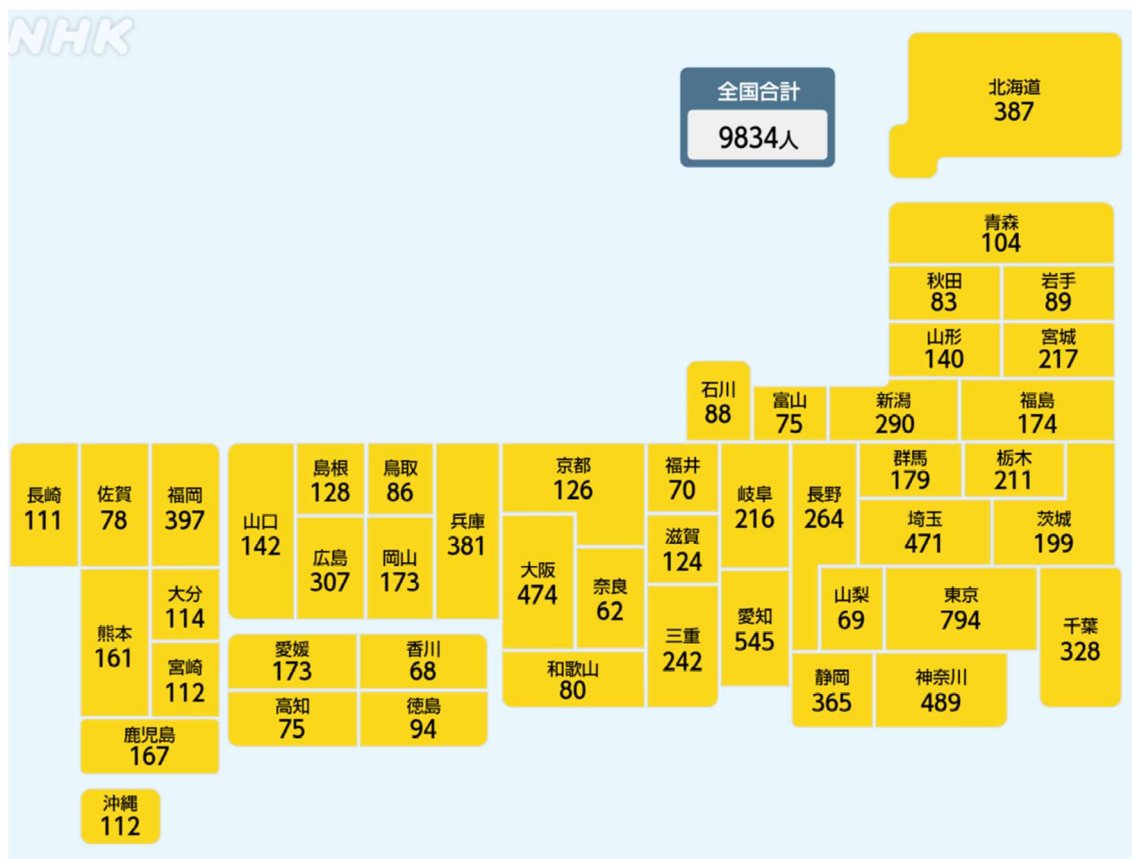 NHK
全国合計
9834人
北海道
387
青森
104
秋田
83
岩手
89
山形
140
宮城
217
石川
88
富山
75
新潟
290
福島
174
長崎
111
佐賀
78
福岡
397
山口
142
島根
128
鳥取
86
兵庫
381
京都
126
福井
70
岐阜
216
長野
264
群馬
179
栃木
211
広島
307
岡山
173
滋賀
124
埼玉
471
茨城
199
大阪
474
奈良
62
熊本
161
大分
114
三重
242
愛知
545
山梨
69
東京
794
千葉
328
宮崎
112
愛媛
173
香川
68
和歌山
80
静岡
365
神奈川
489
高知
75
徳島
94
鹿児島
167
沖縄
112